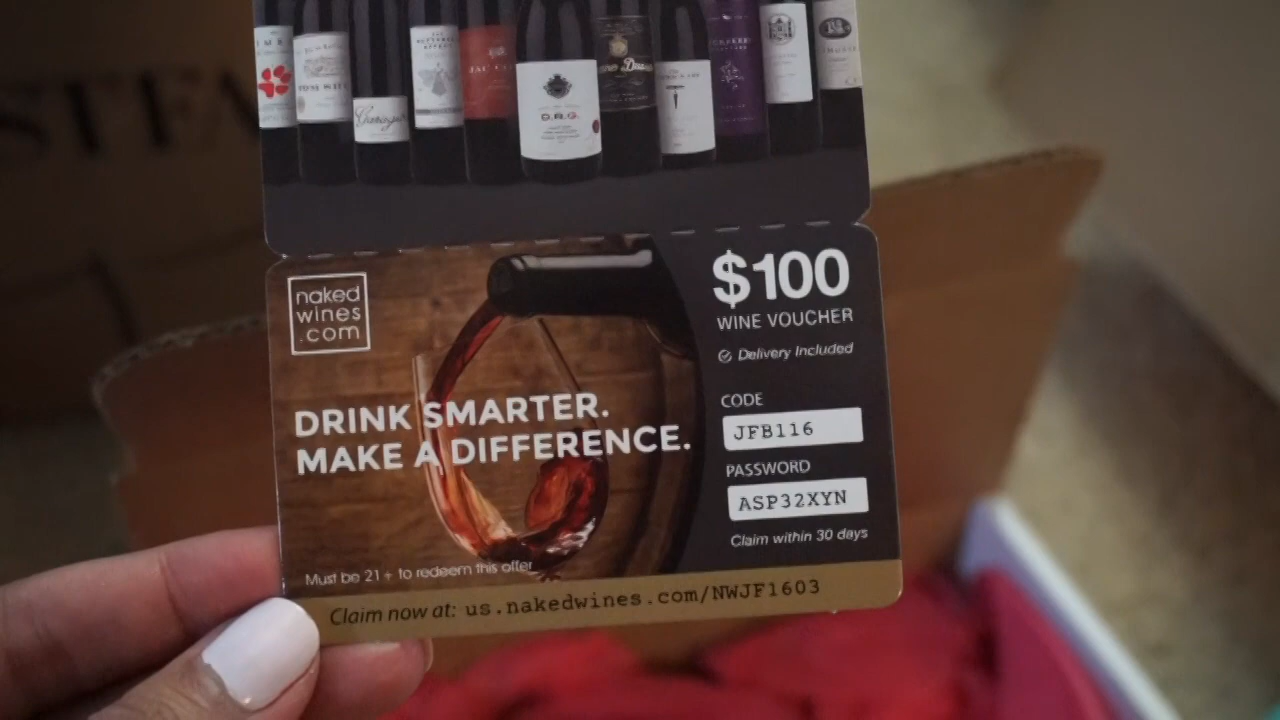 JAC
O.R.G.
naked
wines
.com
$100
WINE VOUCHER
Delivery Included
DRINK SMARTER.
MAKE A DIFFERENCE.
CODE
JFB116
PASSWORD
ASP32XYN
Claim within 30 days
Must be 21+ to redeem this offer
Claim now at: us.nakedwines.com/NWJF1603